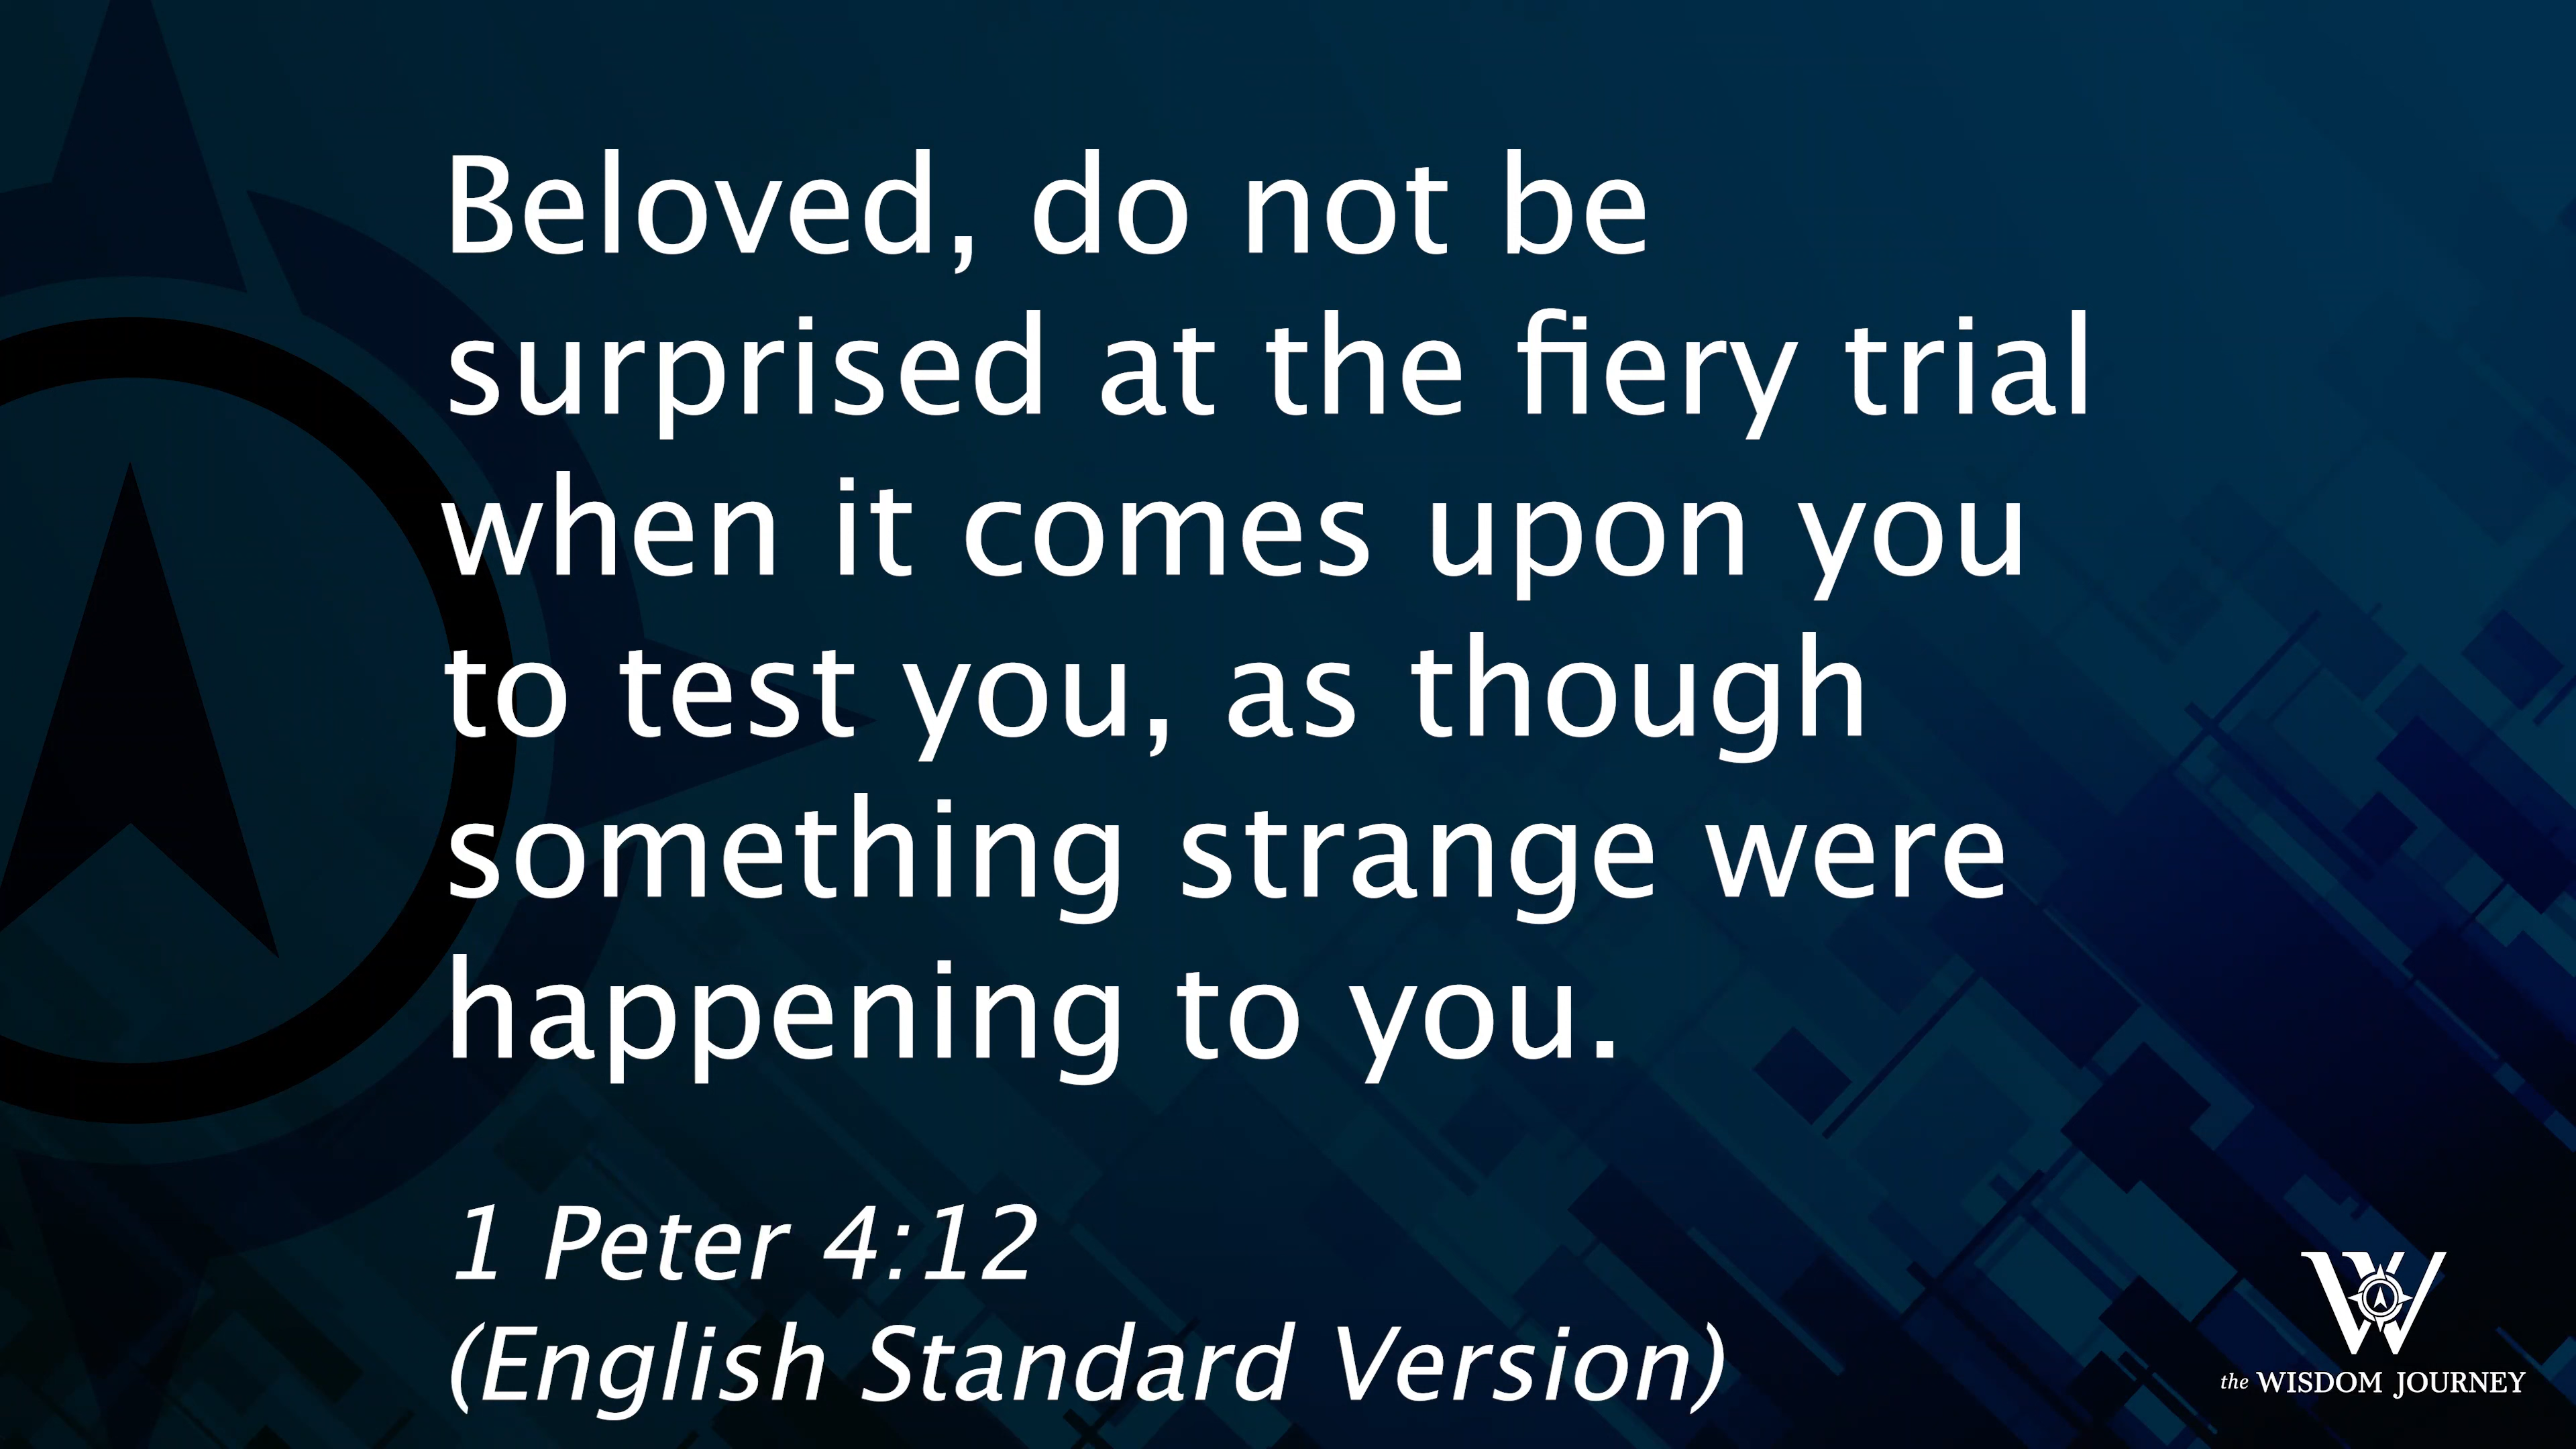 Beloved, do not be
surprised at the fiery trial
when it comes upon you
to test you, as though
something strange were
happening to you.
1 Peter 4:12
(English Standard Version)
W
the WISDOM JOURNEY